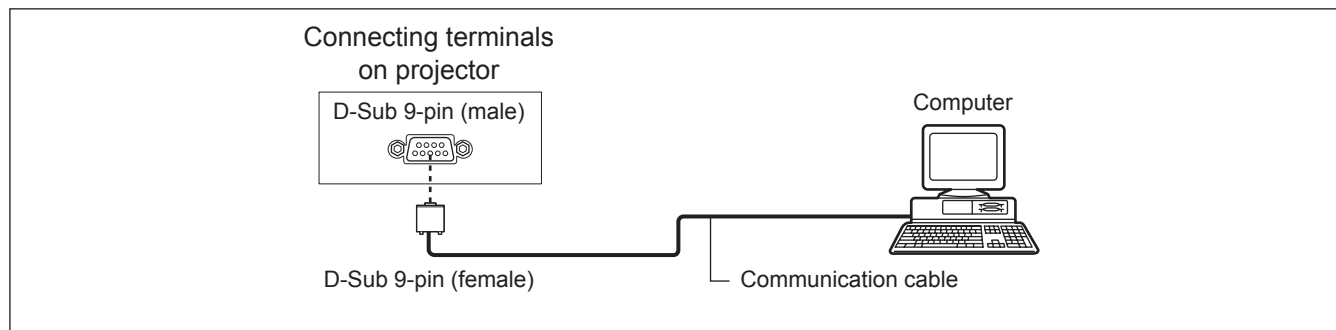 Connecting terminals
on projector
D-Sub 9-pin (male)
Computer
D-Sub 9-pin (female)
Communication cable